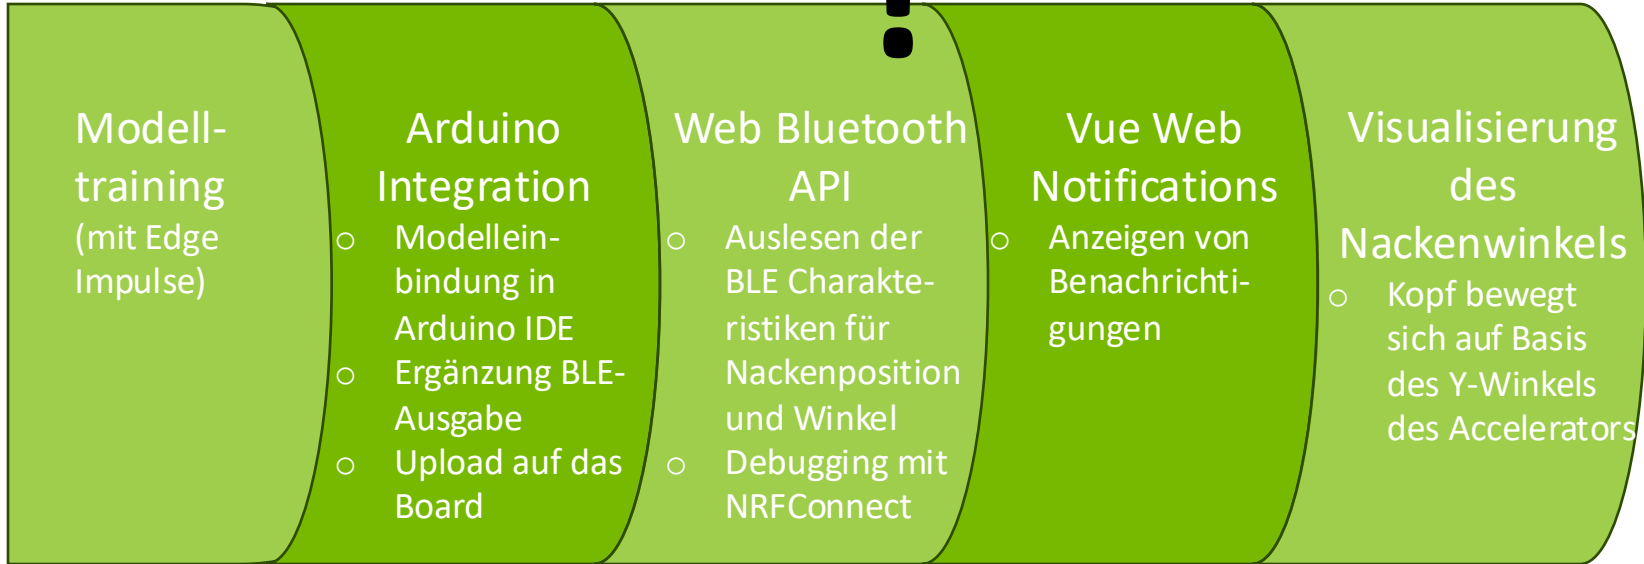 Modell-
training
(mit Edge
Impulse)
Arduino
Integration
o Modellein-
bindung in
Arduino IDE
o Ergänzung BLE-
Ausgabe
o Upload auf das
Board
Web Bluetooth
API
o Auslesen der
BLE Charakte-
ristiken für
Nackenposition
und Winkel
o Debugging mit
NRFConnect
Vue Web
Notifications
o Anzeigen von
Benachrichti-
gungen
Visualisierung
des
Nackenwinkels
o Kopf bewegt
sich auf Basis
des Y-Winkels
des Accelerators